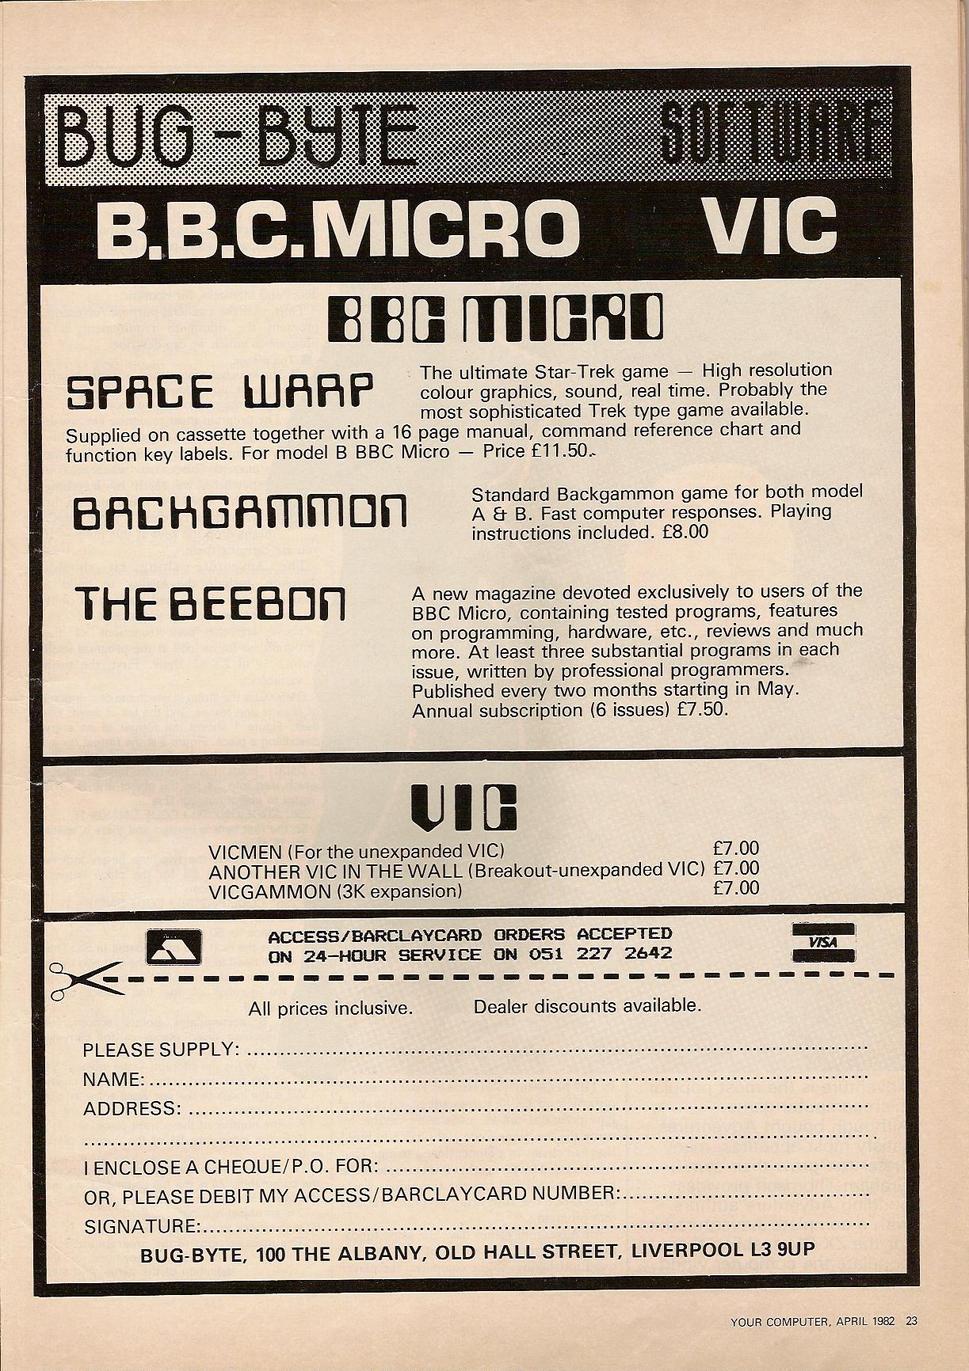 BUG-BYTE SOFTWARE
B.B.C. MICRO VIC
BBC MICRO
SPACE WARP
The ultimate Star-Trek game — High resolution
colour graphics, sound, real time. Probably the
most sophisticated Trek type game available.
Supplied on cassette together with a 16 page manual, command reference chart and
function key labels. For model B BBC Micro — Price £11.50.
BACKGAMMON
Standard Backgammon game for both model
A & B. Fast computer responses. Playing
instructions included. £8.00
THE BEEBON
A new magazine devoted exclusively to users of the
BBC Micro, containing tested programs, features
on programming, hardware, etc., reviews and much
more. At least three substantial programs in each
issue, written by professional programmers.
Published every two months starting in May.
Annual subscription (6 issues) £7.50.
VIC
VICMEN (For the unexpanded VIC) £7.00
ANOTHER VIC IN THE WALL (Breakout-unexpanded VIC) £7.00
VICGAMMON (3K expansion) £7.00
ACCESS/BARCLAYCARD ORDERS ACCEPTED
ON 24-HOUR SERVICE ON 051 227 2642
VISA
All prices inclusive. Dealer discounts available.
PLEASE SUPPLY:
NAME:
ADDRESS:
I ENCLOSE A CHEQUE/P.O. FOR:
OR, PLEASE DEBIT MY ACCESS/BARCLAYCARD NUMBER:
SIGNATURE:
BUG-BYTE, 100 THE ALBANY, OLD HALL STREET, LIVERPOOL L3 9UP
YOUR COMPUTER, APRIL 1982 23